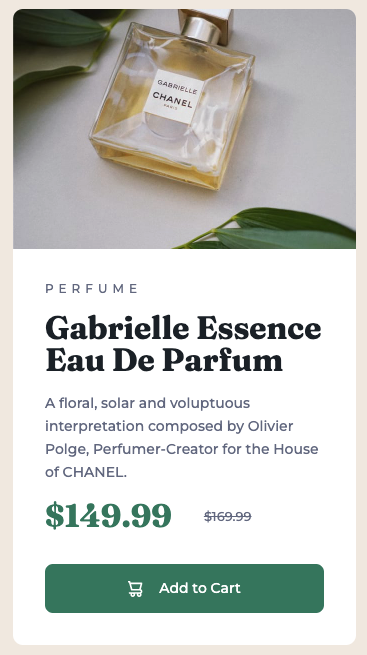 GABRIELLE
CHANEL
PARIS
PERFUME
Gabrielle Essence
Eau De Parfum
A floral, solar and voluptuous
interpretation composed by Olivier
Polge, Perfumer-Creator for the House
of CHANEL.
$149.99 $169.99
Add to Cart